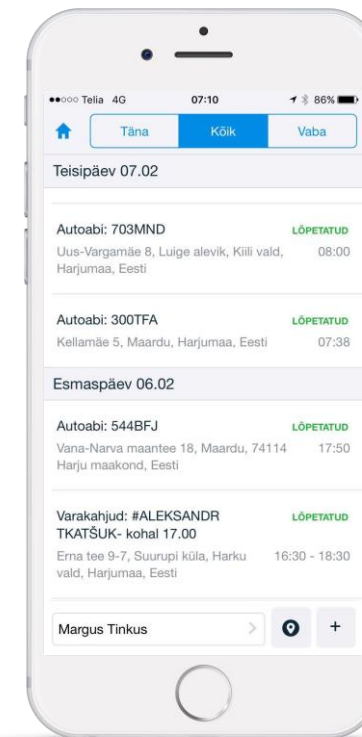 Telia 4G 07:10 86%
Täna Kõik Vaba
Teisipäev 07.02
Autoabi: 703MND LÕPETATUD
Uus-Vargamäe 8, Luige alevik, Kiili vald, 08:00
Harjumaa, Eesti
Autoabi: 300TFA LÕPETATUD
Kellamäe 5, Maardu, Harjumaa, Eesti 07:38
Esmaspäev 06.02
Autoabi: 544BFJ LÕPETATUD
Vana-Narva maantee 18, Maardu, 74114 17:50
Harju maakond, Eesti
Varakahjud: #ALEKSANDR LÕPETATUD
TKATŠUK- kohal 17.00
Erna tee 9-7, Suurupi küla, Harku 16:30 - 18:30
vald, Harjumaa, Eesti
Margus Tinkus +